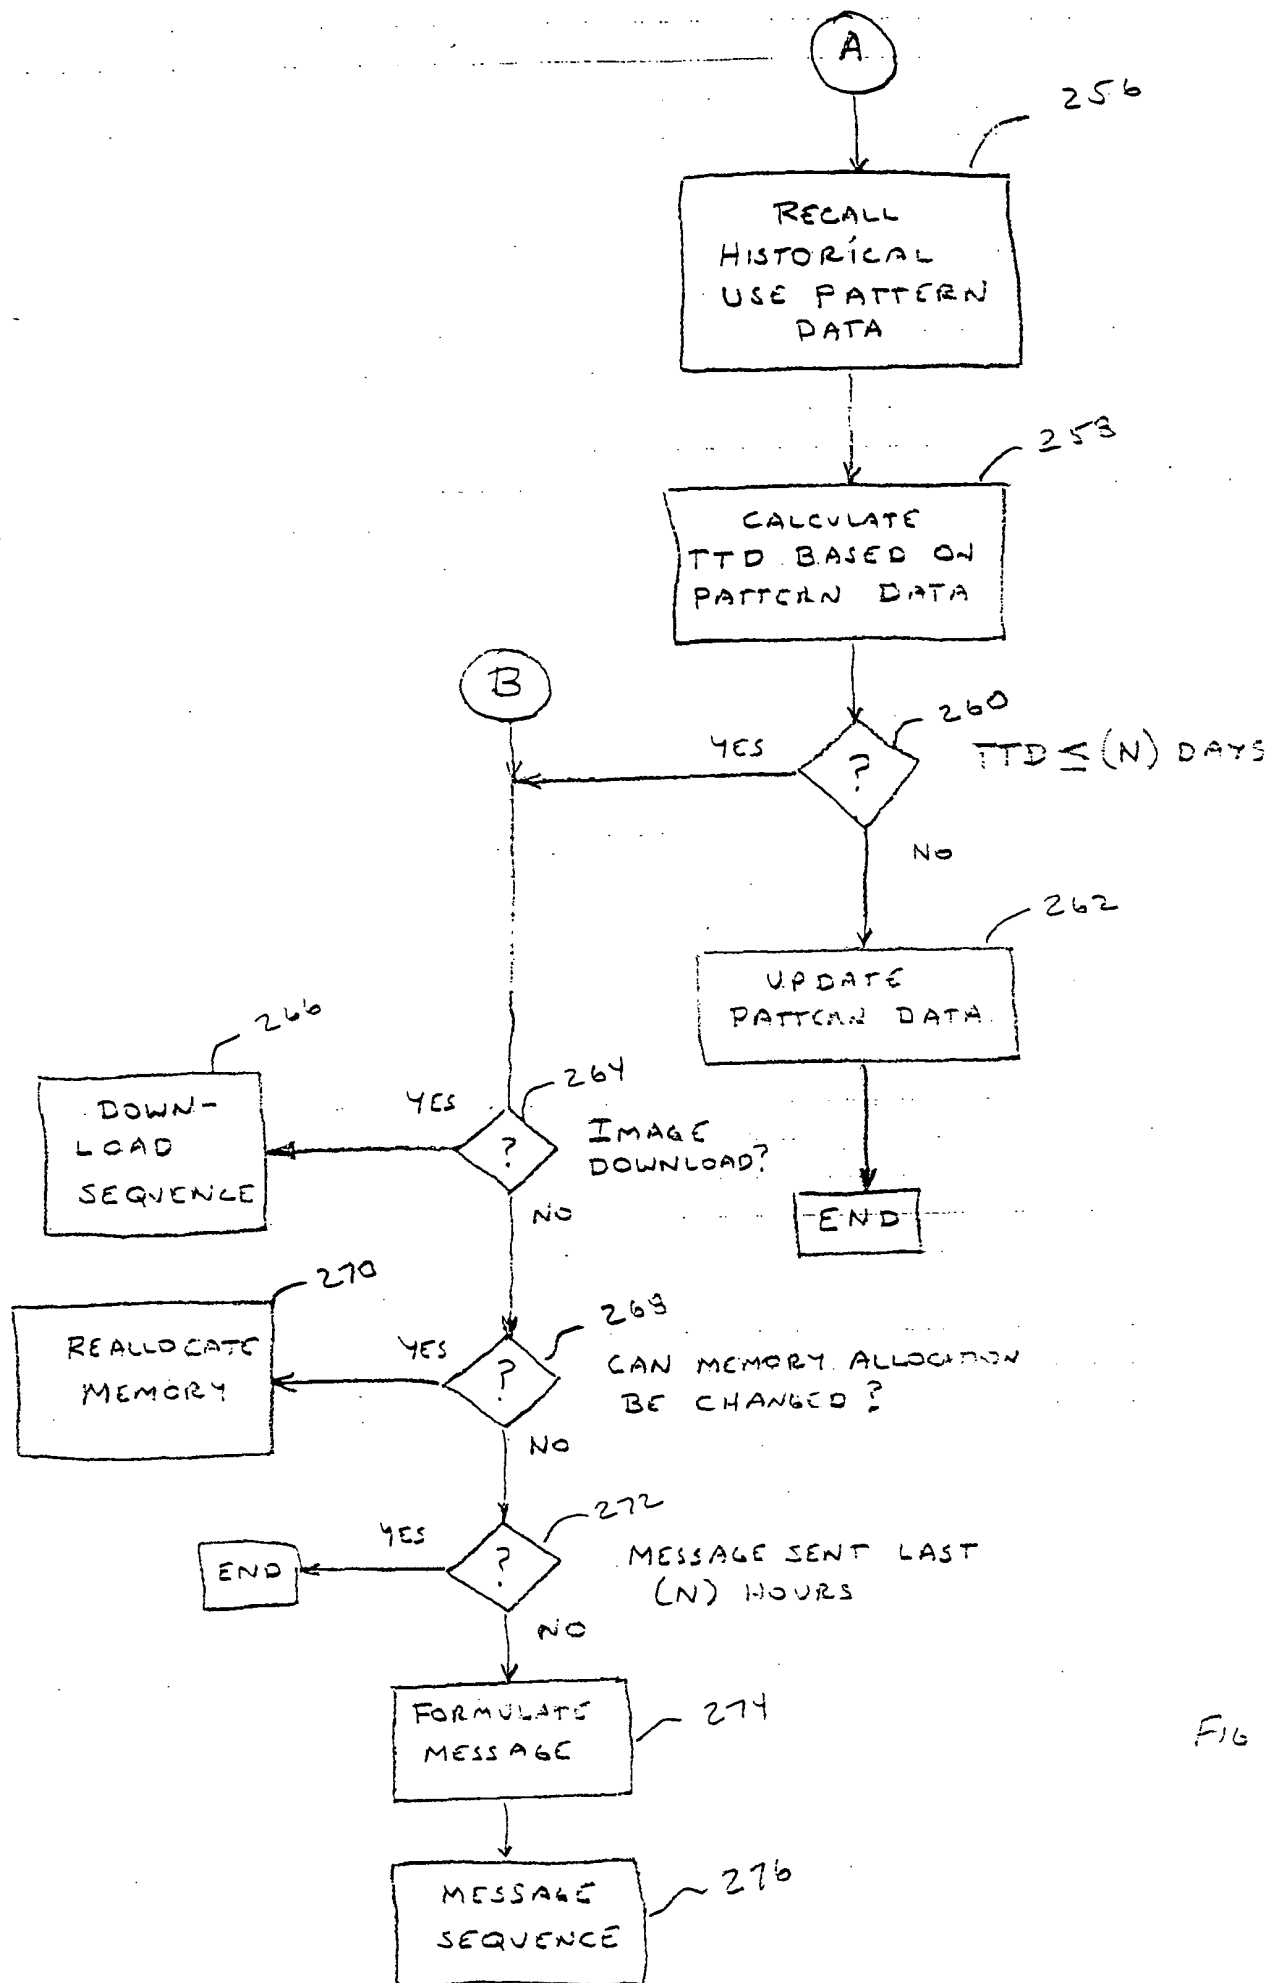 A
256
RECALL
HISTORICAL
USE PATTERN
DATA
258
CALCULATE
TTD BASED ON
PATTERN DATA
B
260
YES
?
TTD ≤ (N) DAYS
NO
262
UPDATE
PATTERN DATA
END
266
DOWN-
LOAD
SEQUENCE
YES
264
?
IMAGE
DOWNLOAD?
NO
270
REALLOCATE
MEMORY
YES
268
?
CAN MEMORY ALLOCATION
BE CHANGED?
NO
272
END
YES
?
MESSAGE SENT LAST
(N) HOURS
NO
FORMULATE
MESSAGE
274
FIG
MESSAGE
SEQUENCE
276